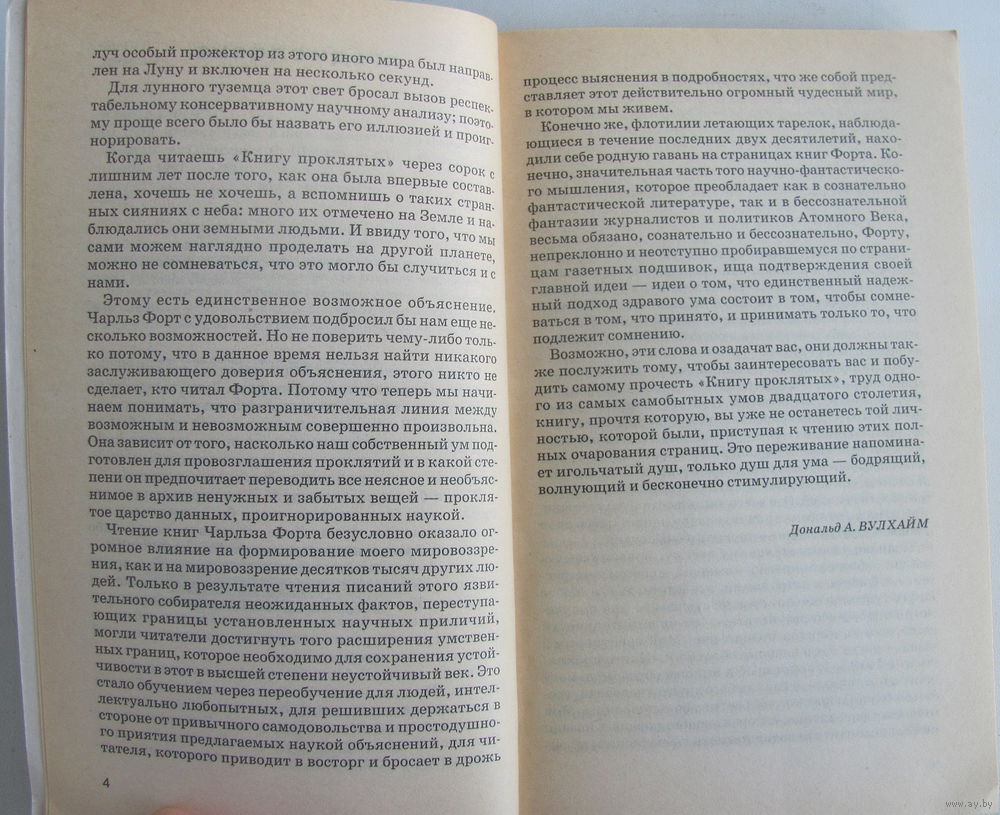 луч особый прожектор из этого иного мира был направ-
лен на Луну и включен на несколько секунд.
Для лунного туземца этот свет бросал вызов респек-
табельному консервативному научному анализу; поэто-
му проще всего было бы назвать его иллюзией и проиг-
норировать.
Когда читаешь «Книгу проклятых» через сорок с
лишним лет после того, как она была впервые состав-
лена, хочешь не хочешь, а вспомнишь о таких стран-
ных сияниях с неба: много их отмечено на Земле и на-
блюдались они земными людьми. И ввиду того, что мы
сами можем наглядно проделать на другой планете,
можно не сомневаться, что это могло бы случиться и с
нами.
Этому есть единственное возможное объяснение.
Чарльз Форт с удовольствием подбросил бы нам еще не-
сколько возможностей. Но не поверить чему-либо толь-
ко потому, что в данное время нельзя найти никакого
заслуживающего доверия объяснения, этого никто не
сделает, кто читал Форта. Потому что теперь мы начи-
наем понимать, что разграничительная линия между
возможным и невозможным совершенно произвольна.
Она зависит от того, насколько наш собственный ум под-
готовлен для провозглашения проклятий и в какой сте-
пени он предпочитает переводить все неясное и необъяс-
нимое в архив ненужных и забытых вещей — прокля-
тое царство данных, проигнорированных наукой.
Чтение книг Чарльза Форта безусловно оказало ог-
ромное влияние на формирование моего мировоззре-
ния, как и на мировоззрение десятков тысяч других лю-
дей. Только в результате чтения писаний этого язви-
тельного собирателя неожиданных фактов, переступа-
ющих границы установленных научных приличий,
могли читатели достигнуть того расширения умствен-
ных границ, которое необходимо для сохранения устой-
чивости в этот в высшей степени неустойчивый век. Это
стало обучением через переобучение для людей, интел-
лектуально любопытных, для решивших держаться в
стороне от привычного самодовольства и простодушно-
го приятия предлагаемых наукой объяснений, для чи-
тателя, которого приводит в восторг и бросает в дрожь
4
процесс выяснения в подробностях, что же собой пред-
ставляет этот действительно огромный чудесный мир,
в котором мы живем.
Конечно же, флотилии летающих тарелок, наблюда-
ющиеся в течение последних двух десятилетий, нахо-
дили себе родную гавань на страницах книг Форта. Ко-
нечно, значительная часть того научно-фантастическо-
го мышления, которое преобладает как в сознательно
фантастической литературе, так и в бессознательной
фантазии журналистов и политиков Атомного Века,
весьма обязано, сознательно и бессознательно, Форту,
непреклонно и неотступно пробиравшемуся по страни-
цам газетных подшивок, ища подтверждения своей
главной идеи — идеи о том, что единственный надеж-
ный подход здравого ума состоит в том, чтобы сомне-
ваться в том, что принято, и принимать только то, что
подлежит сомнению.
Возможно, эти слова и озадачат вас, они должны так-
же послужить тому, чтобы заинтересовать вас и побу-
дить самому прочесть «Книгу проклятых», труд одно-
го из самых самобытных умов двадцатого столетия,
книгу, прочтя которую, вы уже не останетесь той лич-
ностью, которой были, приступая к чтению этих пол-
ных очарования страниц. Это переживание напомина-
ет игольчатый душ, только душ для ума — бодрящий,
волнующий и бесконечно стимулирующий.
Дональд А. ВУЛХАЙМ
www.ay.by